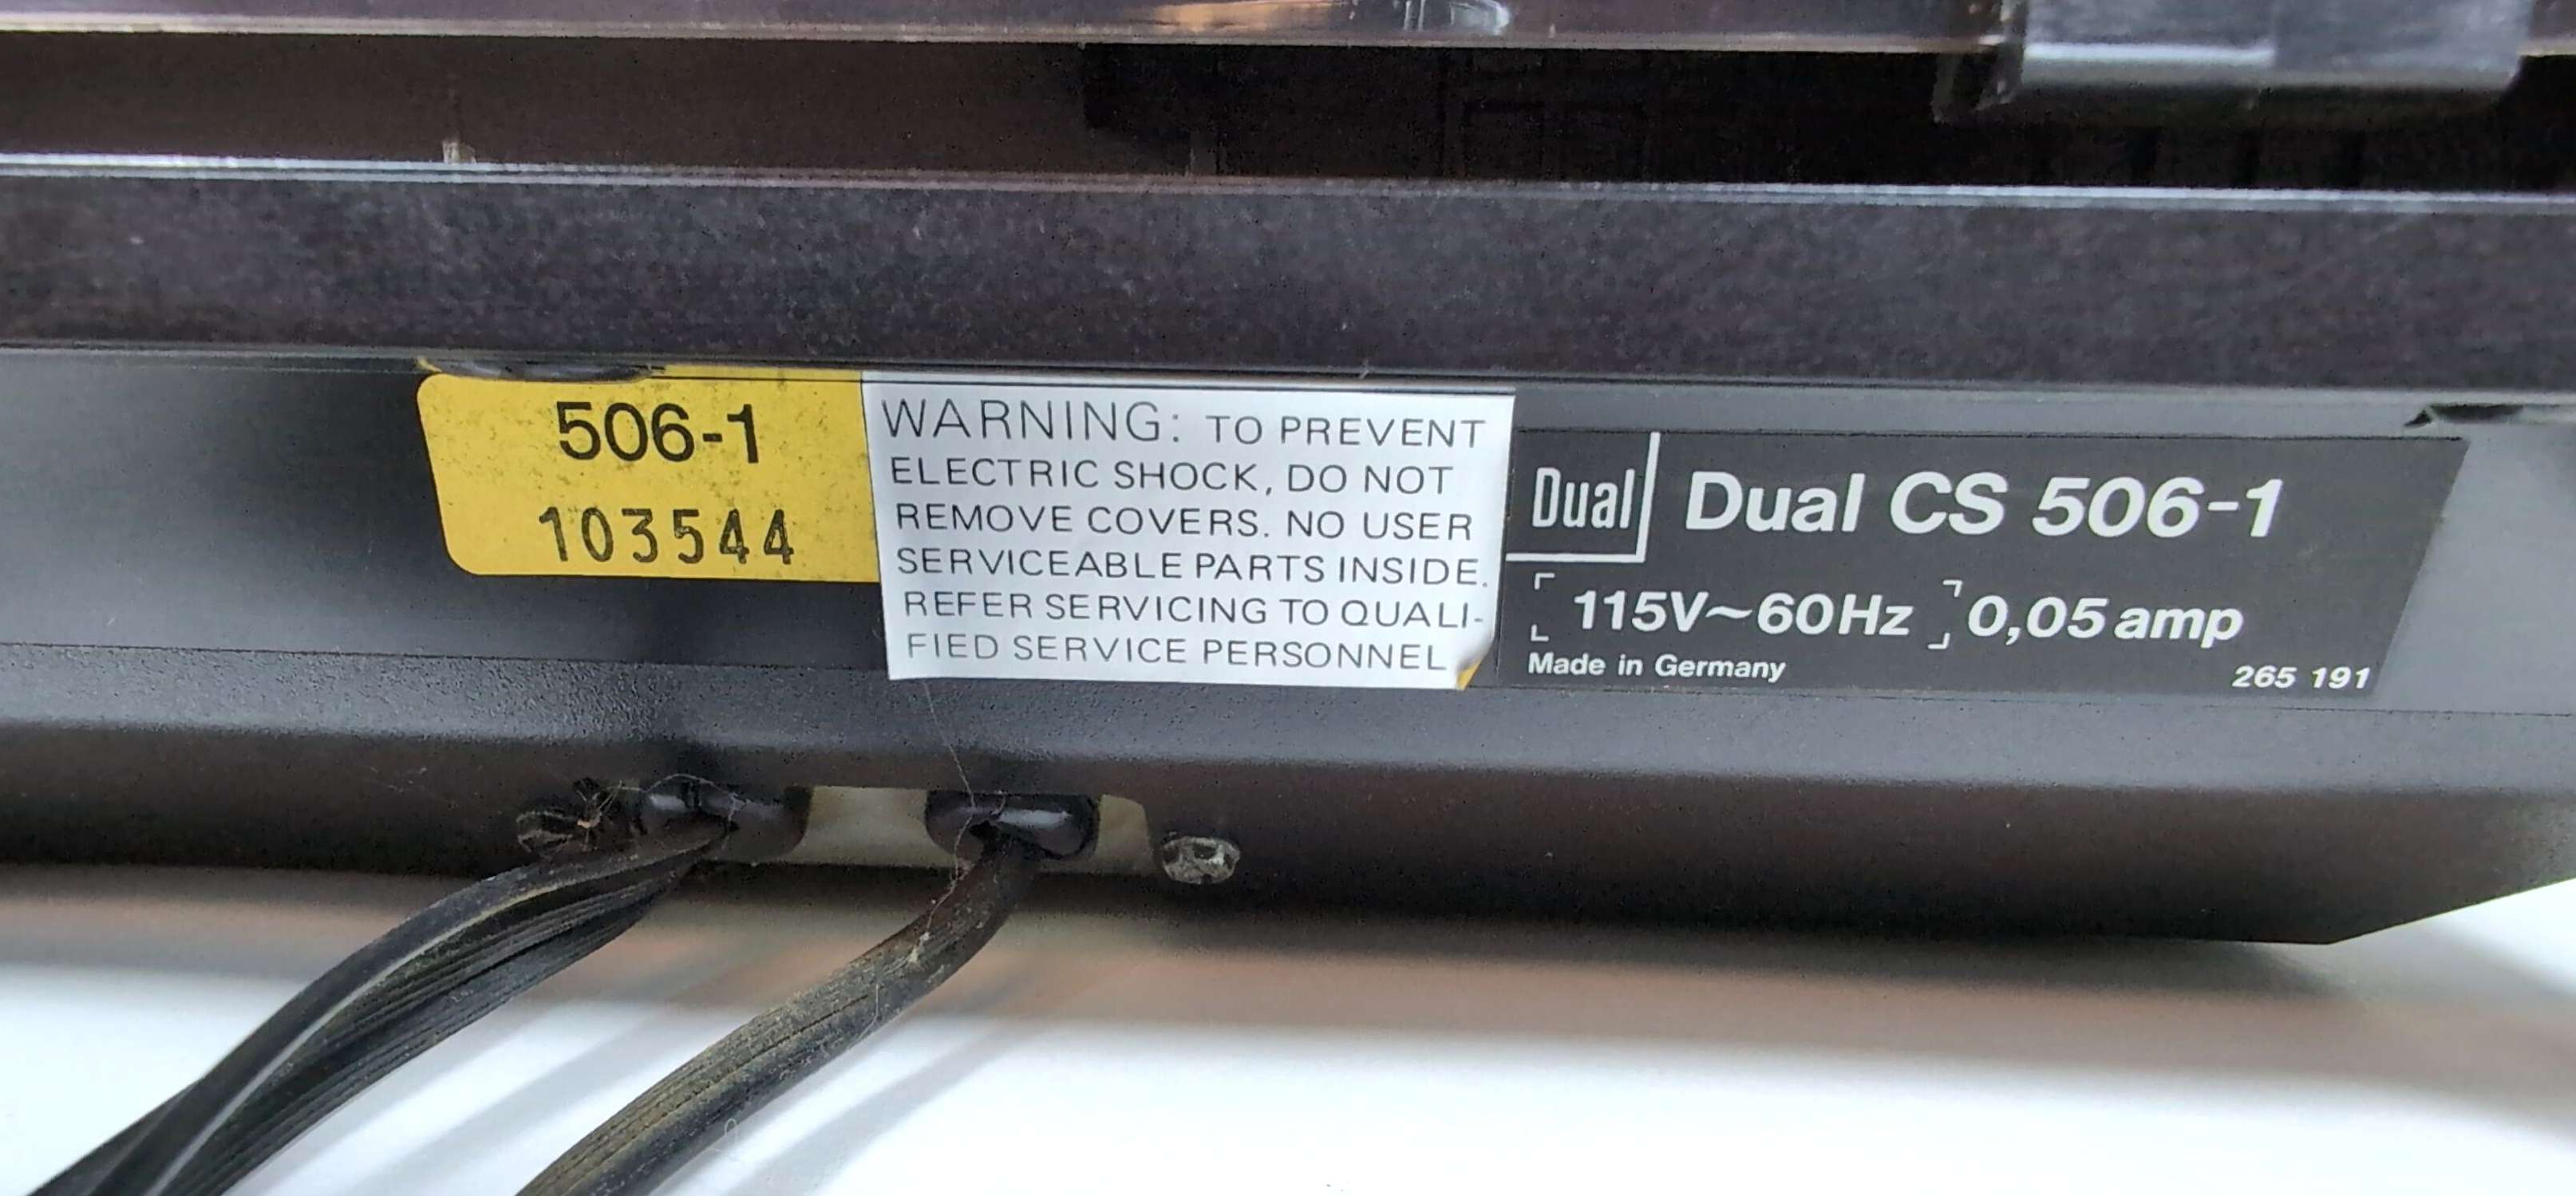 506-1
103544
WARNING: TO PREVENT
ELECTRIC SHOCK, DO NOT
REMOVE COVERS. NO USER
SERVICEABLE PARTS INSIDE.
REFER SERVICING TO QUALI-
FIED SERVICE PERSONNEL
Dual
Dual CS 506-1
115V~60Hz 0,05 amp
Made in Germany
265 191